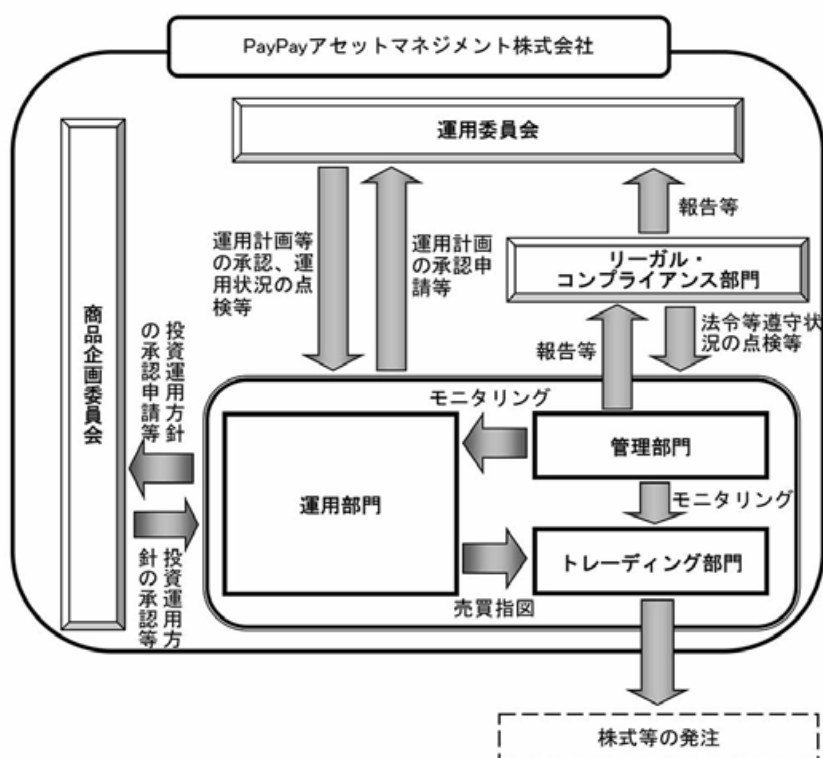 PayPayアセットマネジメント株式会社
運用委員会
運用計画等
の承認、運
用状況の点
検等
運用計画
の承認申
請等
報告等
リーガル・
コンプライアンス部門
報告等
法令等遵守状
況の点検等
商品企画委員会
投資運用方針
の承認申請等
投資運用方
針の承認等
モニタリング
運用部門
管理部門
モニタリング
トレーディング部門
売買指図
株式等の発注